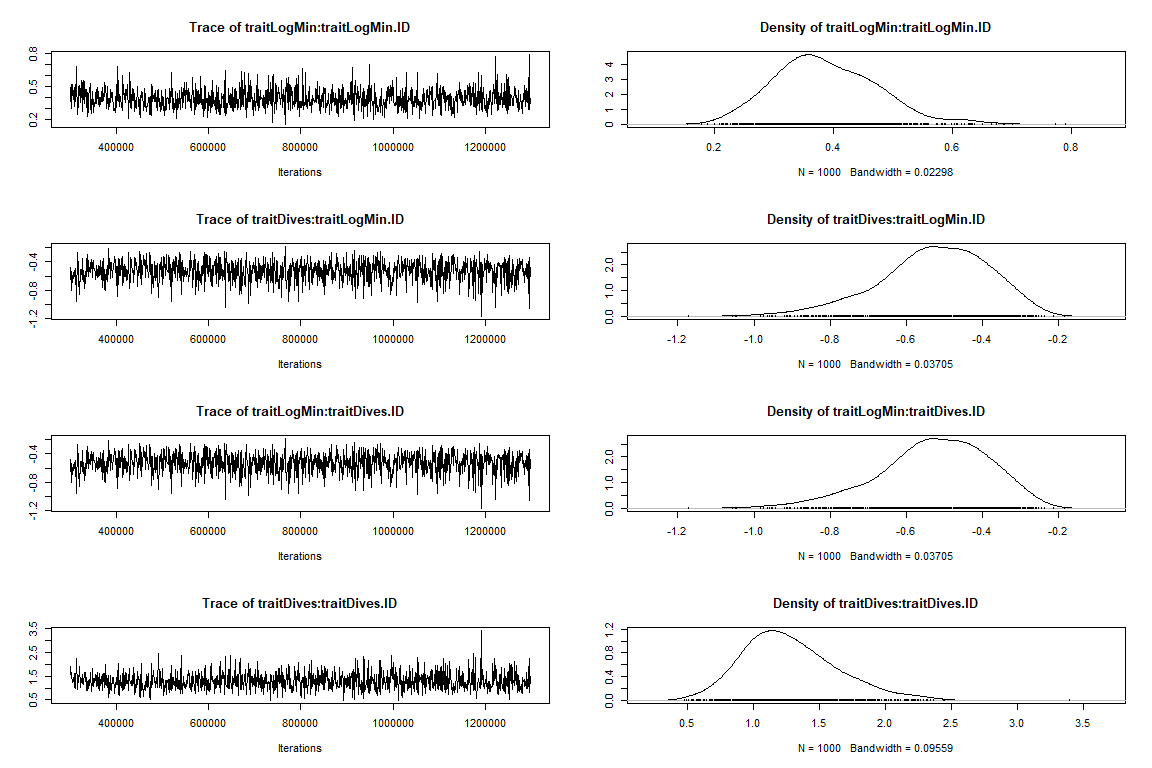 Trace of traitLogMin:traitLogMin.ID
0.2 0.5 0.8
400000 600000 800000 1000000 1200000
Iterations
Density of traitLogMin:traitLogMin.ID
0 1 2 3 4
0.2 0.4 0.6 0.8
N = 1000 Bandwidth = 0.02298
Trace of traitDives:traitLogMin.ID
-1.2 -0.8 -0.4
400000 600000 800000 1000000 1200000
Iterations
Density of traitDives:traitLogMin.ID
0.0 1.0 2.0
-1.2 -1.0 -0.8 -0.6 -0.4 -0.2
N = 1000 Bandwidth = 0.03705
Trace of traitLogMin:traitDives.ID
-1.2 -0.8 -0.4
400000 600000 800000 1000000 1200000
Iterations
Density of traitLogMin:traitDives.ID
0.0 1.0 2.0
-1.2 -1.0 -0.8 -0.6 -0.4 -0.2
N = 1000 Bandwidth = 0.03705
Trace of traitDives:traitDives.ID
0.5 1.5 2.5 3.5
400000 600000 800000 1000000 1200000
Iterations
Density of traitDives:traitDives.ID
0.0 0.4 0.8 1.2
0.5 1.0 1.5 2.0 2.5 3.0 3.5
N = 1000 Bandwidth = 0.09559